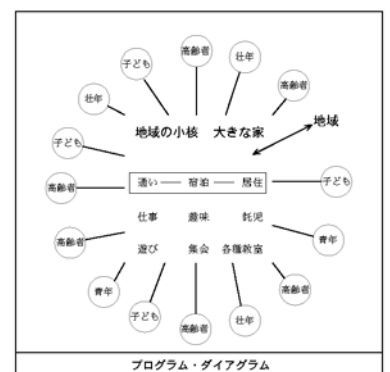 高齢者
壮年
子ども
高齢者
壮年
地域の小核 大きな家
地域
子ども
高齢者
通い 宿泊 居住
子ども
仕事 趣味 託児
高齢者
青年
遊び 集会 各種教室
青年
高齢者
子ども
高齢者
壮年
プログラム・ダイアグラム